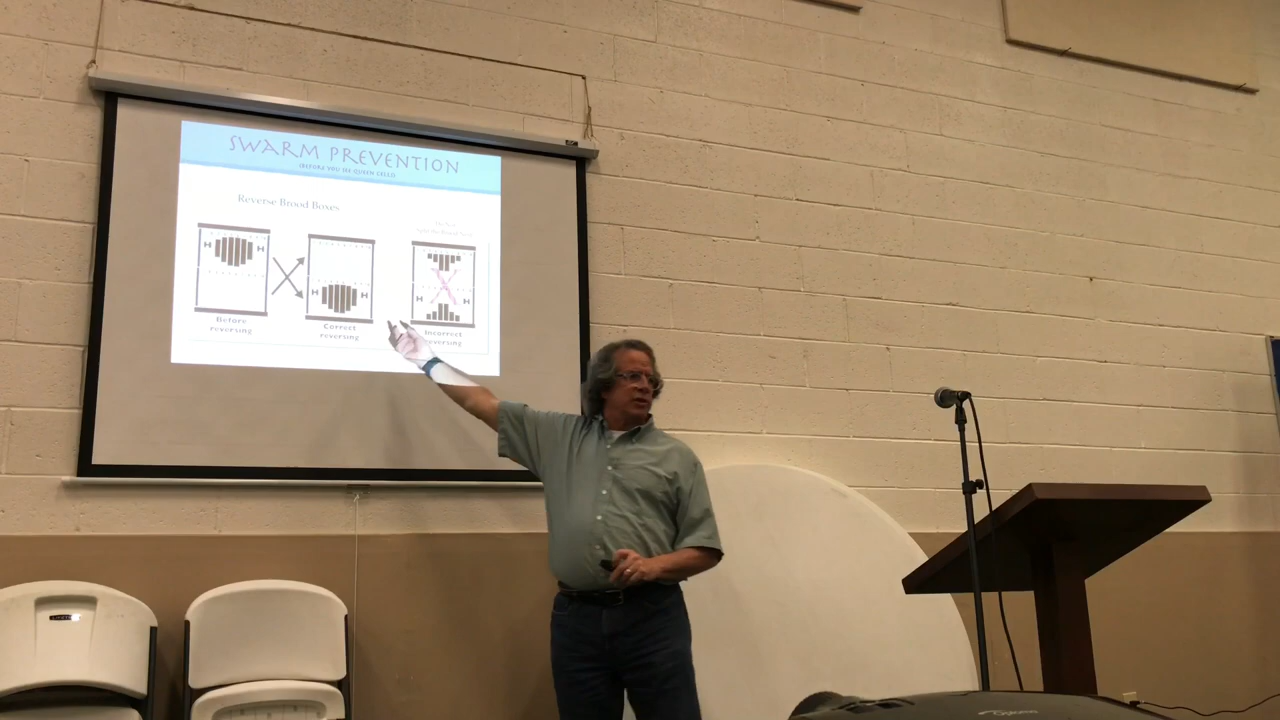 SWARM PREVENTION
(BEFORE YOU SEE QUEEN CELLS)
Reverse Brood Boxes
H H
H H
H H
Before
reversing
Correct
reversing
Incorrect
reversing